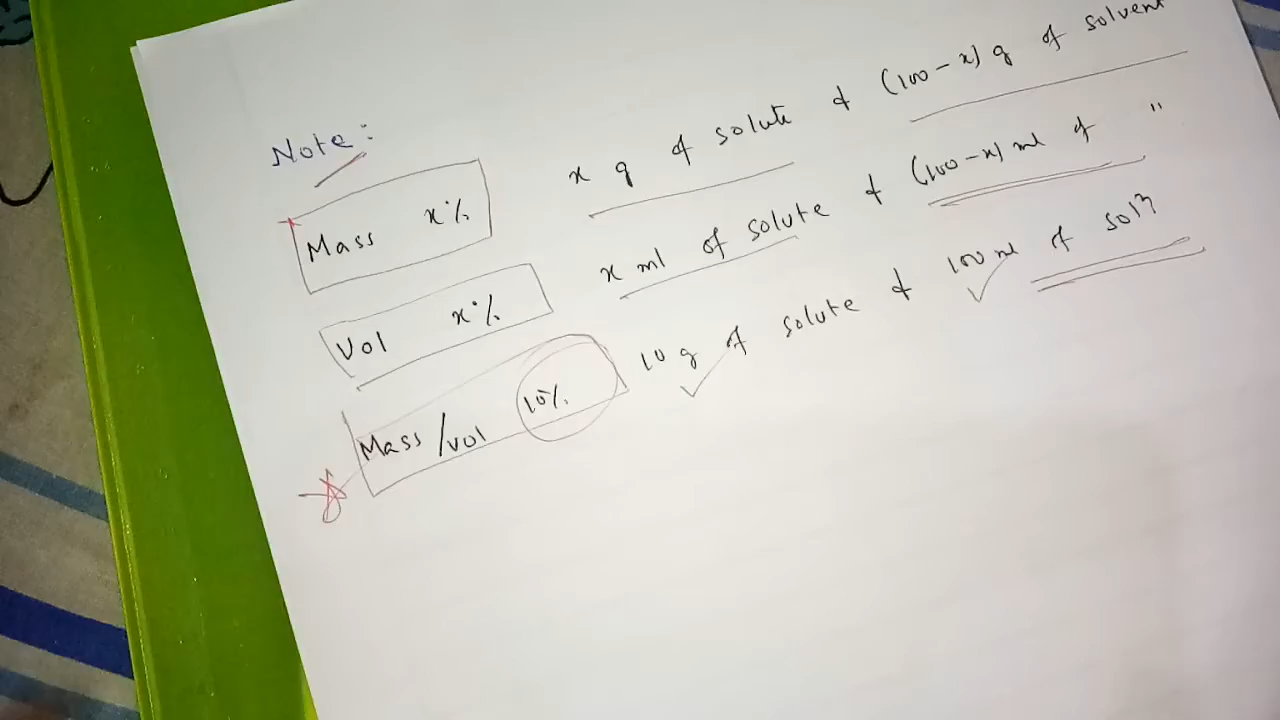 Note:
Mass x% x g of solute & (100-x) g of solvent
Vol x% x ml of solute & (100-x) ml of "
Mass/vol 10% 10 g of solute & 100 ml of solⁿ